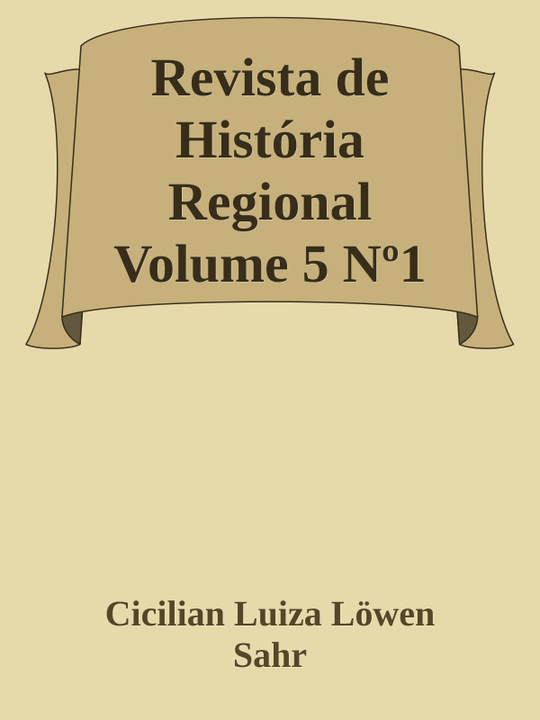 Revista de
História
Regional
Volume 5 Nº1
Cicilian Luiza Löwen
Sahr